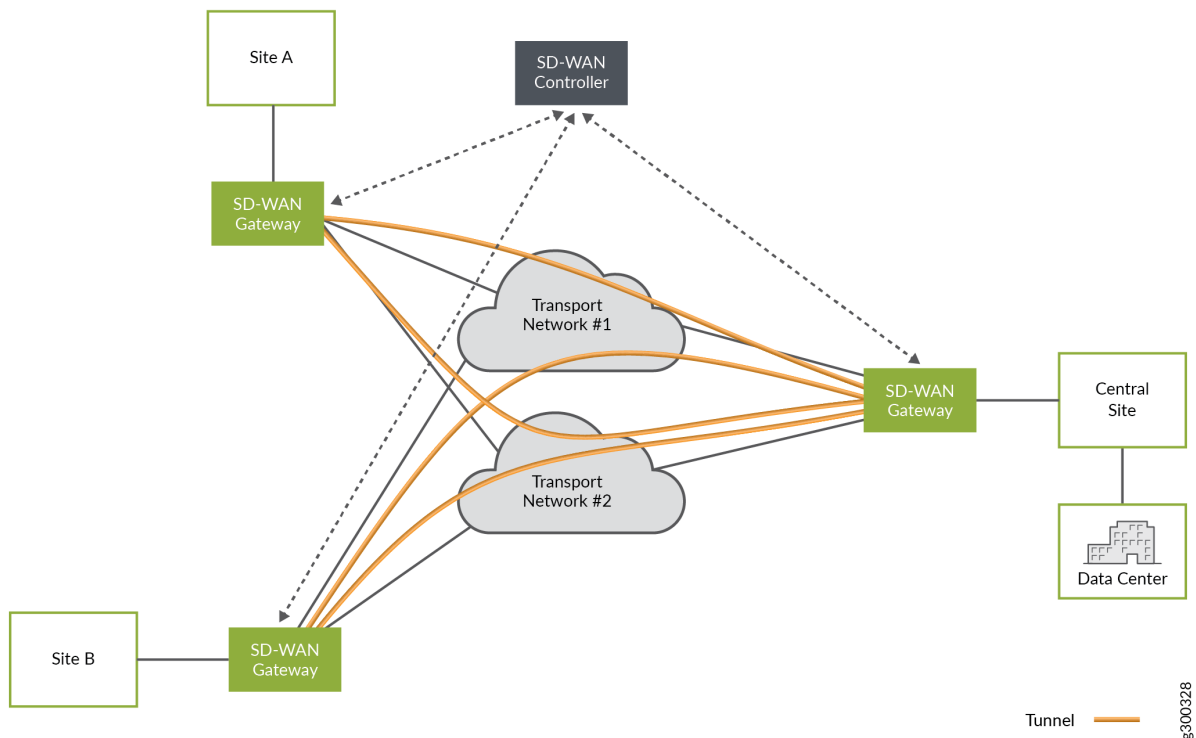 Site A
SD-WAN
Controller
SD-WAN
Gateway
Transport
Network #1
SD-WAN
Gateway
Central
Site
Transport
Network #2
Data Center
Site B
SD-WAN
Gateway
Tunnel
g300328